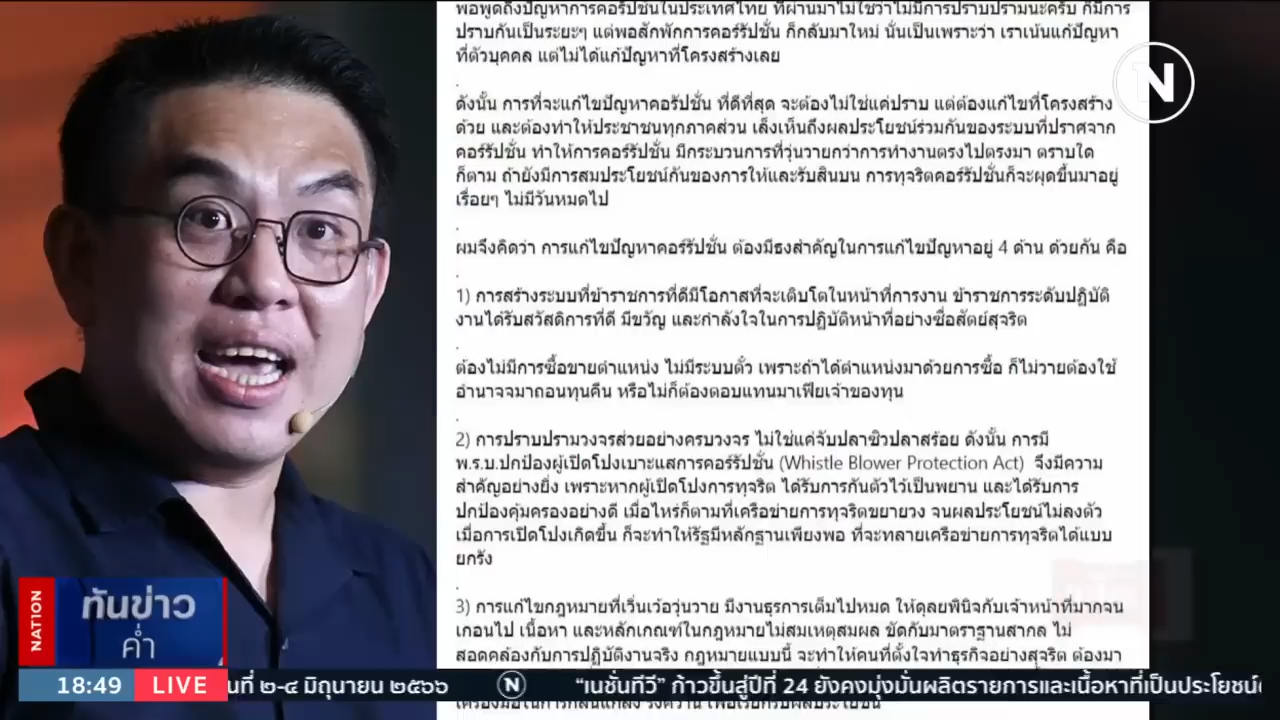 พอพูดถึงปัญหาการคอรัปชันในประเทศไทย ที่ผ่านมาไม่ใช่ว่าไม่มีการปราบปรามนะครับ ก็มีการ
ปราบกันเป็นระยะๆ แต่พอสักพักการคอร์รัปชั่น ก็กลับมาใหม่ นั่นเป็นเพราะว่า เราเน้นแก้ปัญหา
ที่ตัวบุคคล แต่ไม่ได้แก้ปัญหาที่โครงสร้างเลย
.
ดังนั้น การที่จะแก้ไขปัญหาคอรัปชั่น ที่ดีที่สุด จะต้องไม่ใช่แค่ปราบ แต่ต้องแก้ไขที่โครงสร้าง
ด้วย และต้องทำให้ประชาชนทุกภาคส่วน เล็งเห็นถึงผลประโยชน์ร่วมกันของระบบที่ปราศจาก
คอร์รัปชั่น ทำให้การคอร์รัปชั่น มีกระบวนการที่วุ่นวายกว่าการทำงานตรงไปตรงมา ตราบใด
ก็ตาม ถ้ายังมีการสมประโยชน์กันของการให้และรับสินบน การทุจริตคอร์รัปชั่นก็จะผุดขึ้นมาอยู่
เรื่อยๆ ไม่มีวันหมดไป
.
ผมจึงคิดว่า การแก้ไขปัญหาคอร์รัปชั่น ต้องมีธงสำคัญในการแก้ไขปัญหาอยู่ 4 ด้าน ด้วยกัน คือ
.
1) การสร้างระบบที่ข้าราชการที่ดีมีโอกาสที่จะเติบโตในหน้าที่การงาน ข้าราชการระดับปฏิบัติ
งานได้รับสวัสดิการที่ดี มีขวัญ และกำลังใจในการปฏิบัติหน้าที่อย่างซื่อสัตย์สุจริต
.
ต้องไม่มีการซื้อขายตำแหน่ง ไม่มีระบบตั๋ว เพราะถ้าได้ตำแหน่งมาด้วยการซื้อ ก็ไม่วายต้องใช้
อำนาจจมาถอนทุนคืน หรือไม่ก็ต้องตอบแทนมาเฟียเจ้าของทุน
.
2) การปราบปรามวงจรส่วยอย่างครบวงจร ไม่ใช่แค่จับปลาซิวปลาสร้อย ดังนั้น การมี
พ.ร.บ.ปกป้องผู้เปิดโปงเบาะแสการคอร์รัปชั่น (Whistle Blower Protection Act) จึงมีความ
สำคัญอย่างยิ่ง เพราะหากผู้เปิดโปงการทุจริต ได้รับการกันตัวไว้เป็นพยาน และได้รับการ
ปกป้องคุ้มครองอย่างดี เมื่อไหร่ก็ตามที่เครือข่ายการทุจริตขยายวง จนผลประโยชน์ไม่ลงตัว
เมื่อการเปิดโปงเกิดขึ้น ก็จะทำให้รัฐมีหลักฐานเพียงพอ ที่จะทลายเครือข่ายการทุจริตได้แบบ
ยกรัง
.
3) การแก้ไขกฎหมายที่เวิ่นเว้อวุ่นวาย มีงานธุรการเต็มไปหมด ให้ดุลยพินิจกับเจ้าหน้าที่มากจน
เกอนไป เนื้อหา และหลักเกณฑ์ในกฎหมายไม่สมเหตุสมผล ขัดกับมาตราฐานสากล ไม่
สอดคล้องกับการปฏิบัติงานจริง กฎหมายแบบนี้ จะทำให้คนที่ตั้งใจทำธุรกิจอย่างสุจริต ต้องมา
N
NATION
ทันข่าว
ค่ำ
18:49 LIVE นที่ ๒-๔ มิถุนายน ๒๕๖๖ N “เนชั่นทีวี” ก้าวขึ้นสู่ปีที่ 24 ยังคงมุ่งมั่นผลิตรายการและเนื้อหาที่เป็นประโยชน์